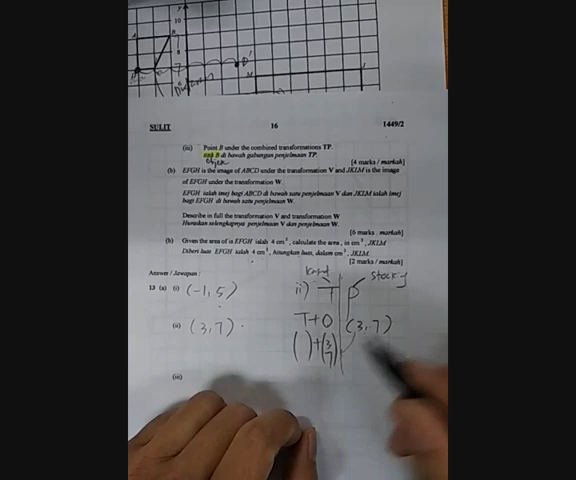 10
8
7
6
B
D'
M
SULIT 16 1449/2
(iii) Point B under the combined transformations TP.
titik B di bawah gabungan penjelmaan TP.
objek
[4 marks / markah]
(b) EFGH is the image of ABCD under the transformation V and JKLM is the image
of EFGH under the transformation W.
EFGH ialah imej bagi ABCD di bawah satu penjelmaan V dan JKLM ialah imej
bagi EFGH di bawah satu penjelmaan W.
Describe in full the transformation V and transformation W
Huraikan selengkapnya penjelmaan V dan penjelmaan W.
[6 marks / markah]
(b) Given the area of is EFGH ialah 4 cm², calculate the area, in cm², JKLM
Diberi luas EFGH ialah 4 cm², hitungkan luas, dalam cm², JKLM.
[2 marks / markah]
Answer / Jawapan :
13 (a) (i) (-1, 5)
ii) T P
T+O (3, 7)
(ii) (3, 7).
( ) + (3 7)
(iii)